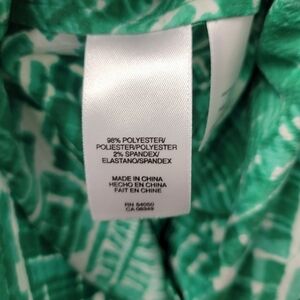 98% POLYESTER/
POLIESTER/POLYESTER
2% SPANDEX/
ELASTANO/SPANDEX
MADE IN CHINA
HECHO EN CHINA
FAIT EN CHINE
RN 54050
CA 06949